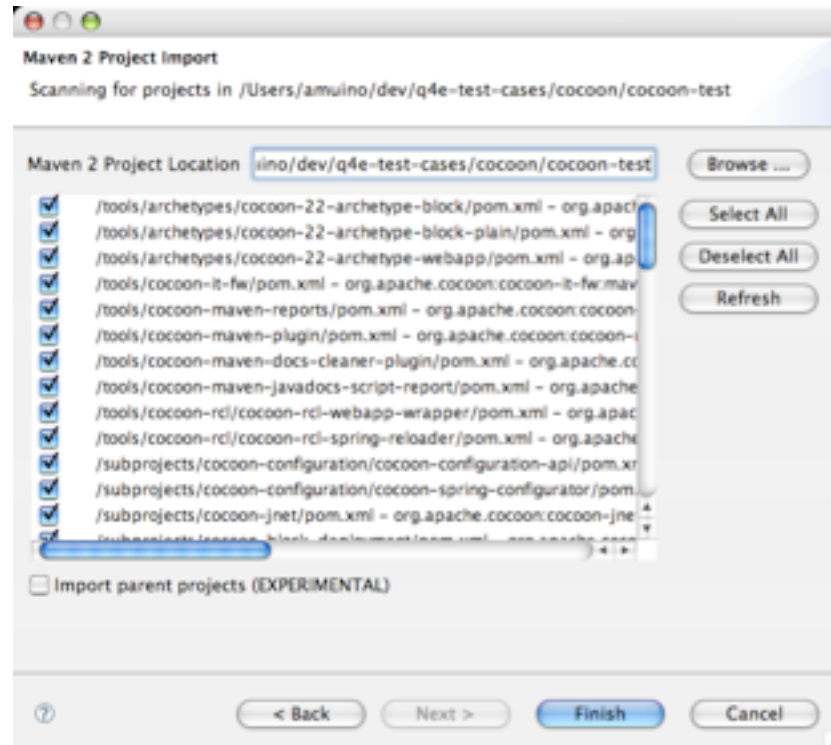 Maven 2 Project Import
Scanning for projects in /Users/amuino/dev/q4e-test-cases/cocoon/cocoon-test
Maven 2 Project Location uino/dev/q4e-test-cases/cocoon/cocoon-test Browse ...
/tools/archetypes/cocoon-22-archetype-block/pom.xml - org.apach
Select All
/tools/archetypes/cocoon-22-archetype-block-plain/pom.xml - org
/tools/archetypes/cocoon-22-archetype-webapp/pom.xml - org.ap
Deselect All
/tools/cocoon-it-fw/pom.xml - org.apache.cocoon:cocoon-it-fw:mav
Refresh
/tools/cocoon-maven-reports/pom.xml - org.apache.cocoon:cocoon-
/tools/cocoon-maven-plugin/pom.xml - org.apache.cocoon:cocoon-
/tools/cocoon-maven-docs-cleaner-plugin/pom.xml - org.apache.cc
/tools/cocoon-maven-javadocs-script-report/pom.xml - org.apache
/tools/cocoon-rcl/cocoon-rcl-webapp-wrapper/pom.xml - org.apac
/tools/cocoon-rcl/cocoon-rcl-spring-reloader/pom.xml - org.apache
/subprojects/cocoon-configuration/cocoon-configuration-api/pom.xr
/subprojects/cocoon-configuration/cocoon-spring-configurator/pom.
/subprojects/cocoon-jnet/pom.xml - org.apache.cocoon:cocoon-jne
Import parent projects (EXPERIMENTAL)
? < Back Next > Finish Cancel